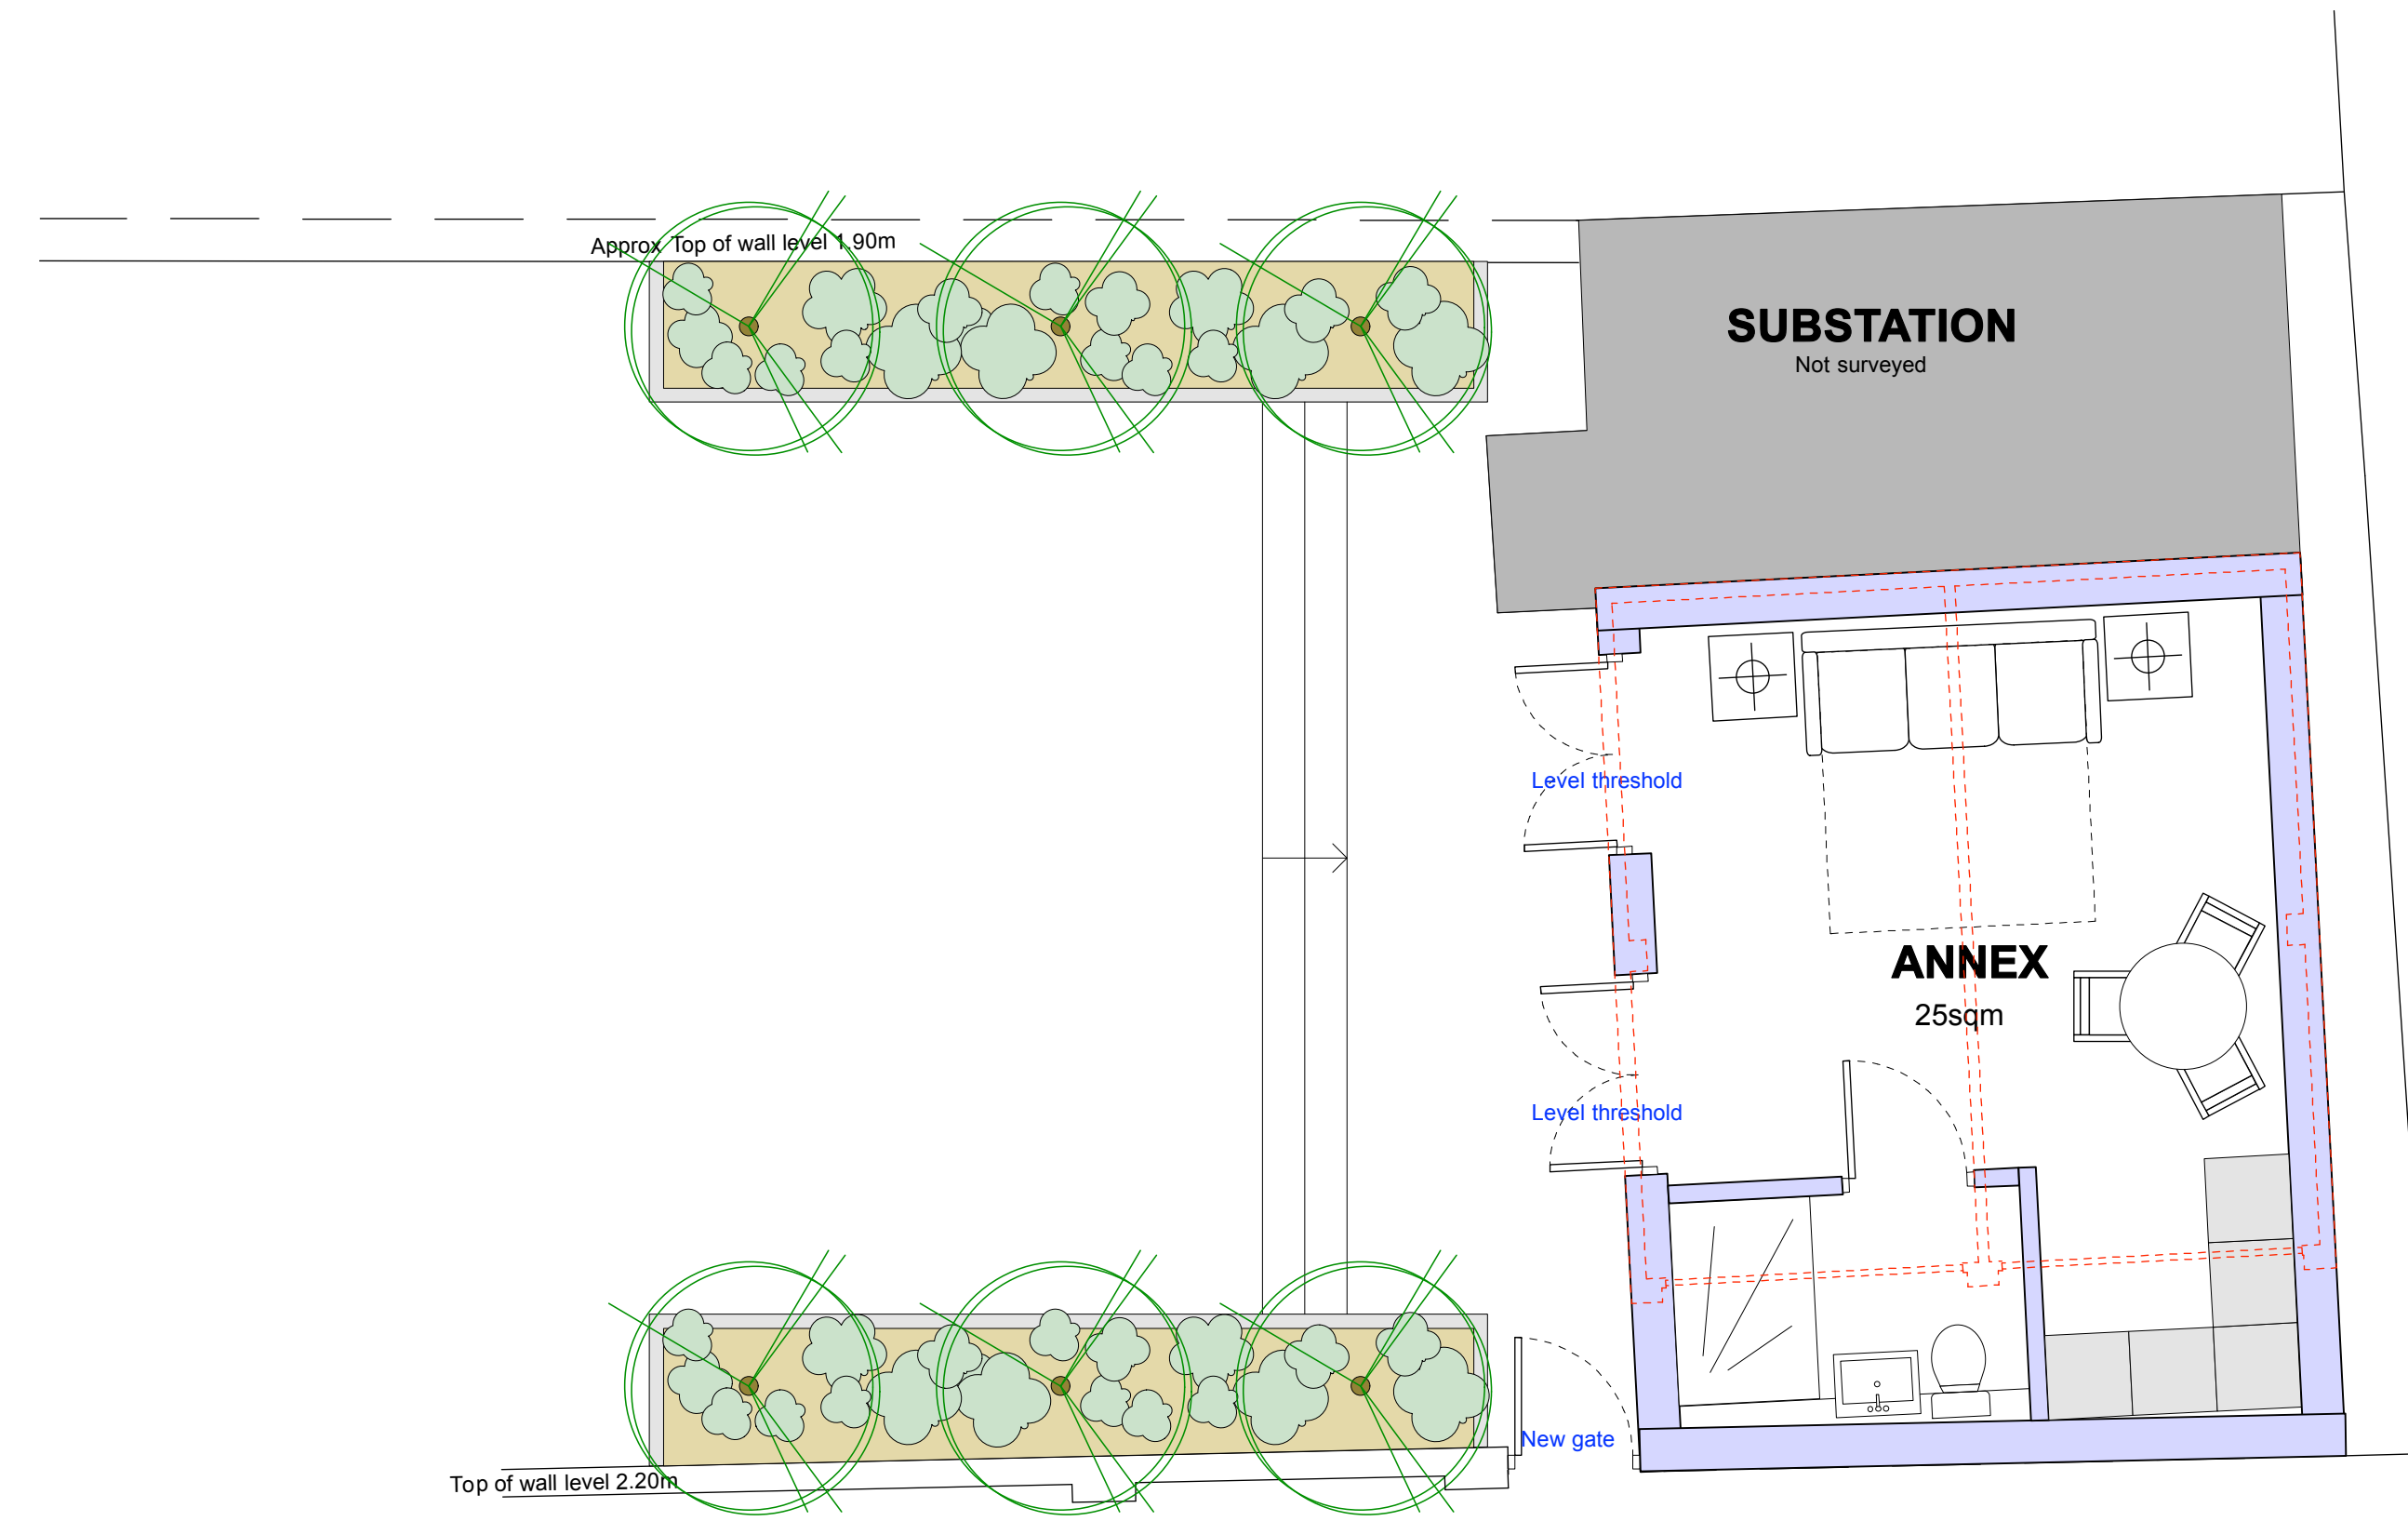 Approx Top of wall level 1.90m
SUBSTATION
Not surveyed
Level threshold
ANNEX
25sqm
Level threshold
New gate
Top of wall level 2.20m